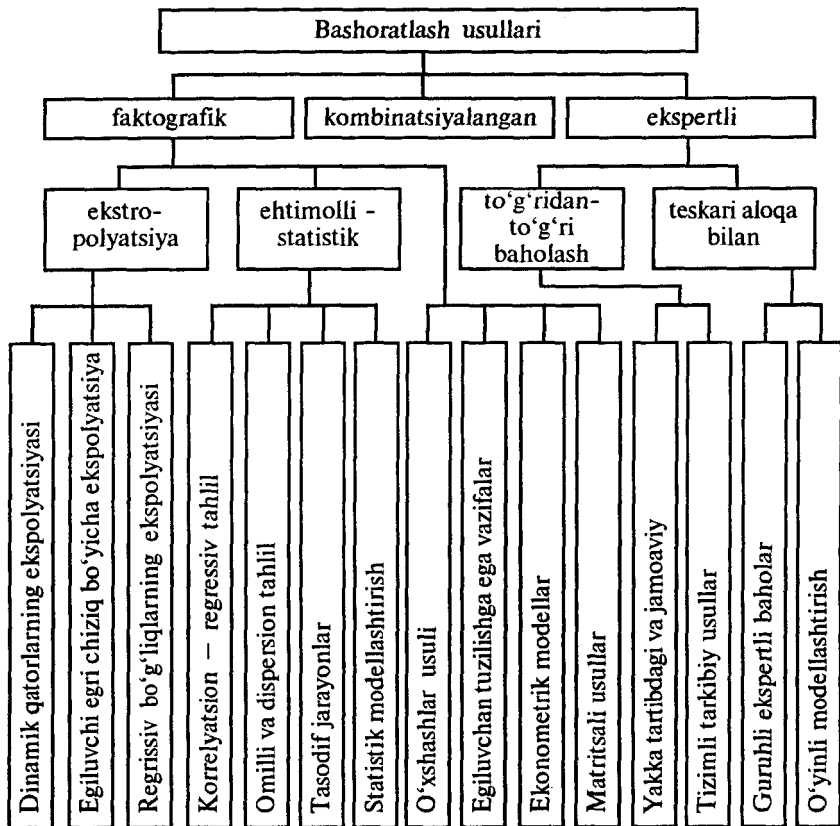 Bashoratlash usullari
faktografik
kombinatsiyalangan
ekspertli
ekstro-
polyatsiya
ehtimolli -
statistik
to‘g‘ridan-
to‘g‘ri
baholash
teskari aloqa
bilan
Dinamik qatorlarning ekspolyatsiyasi
Egiluvchi egri chiziq bo‘yicha ekspolyatsiya
Regrissiv bo‘g‘liqlarning ekspolyatsiyasi
Korrelyatsion – regressiv tahlil
Omilli va dispersion tahlil
Tasodif jarayonlar
Statistik modellashtirish
O‘xshashlar usuli
Egiluvchan tuzilishga ega vazifalar
Ekonometrik modellar
Matritsali usullar
Yakka tartibdagi va jamoaviy
Tizimli tarkibiy usullar
Guruhli ekspertli baholar
O‘yinli modellashtirish